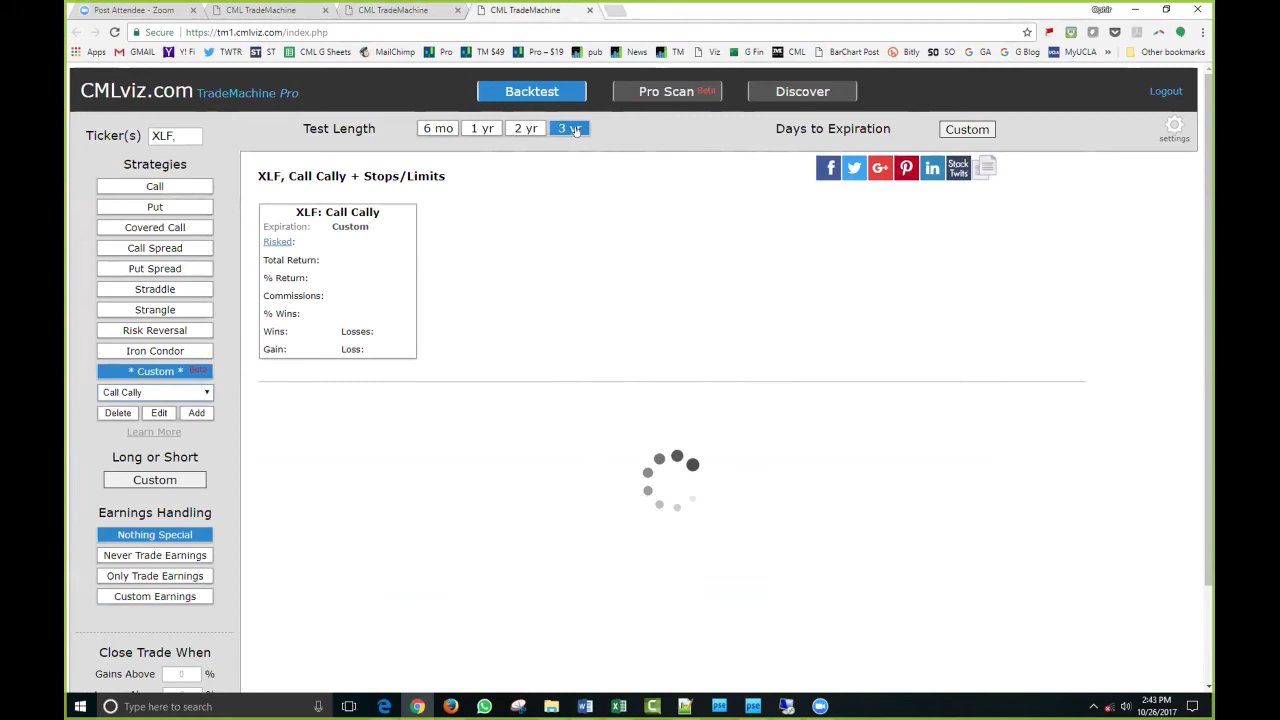 Post Attendee - Zoom
CML TradeMachine
CML TradeMachine
CML TradeMachine
Secure
https://tm1.cmlviz.com/index.php
Apps
GMAIL
Y! Fi
TWTR
ST
CML G Sheets
MailChimp
Pro
TM $49
Pro – $19
pub
News
TM
Viz
G Fin
CML
BarChart Post
Bitly
SO
GA
G Blog
MyUCLA
»
Other bookmarks
CMLviz.com TradeMachine Pro
Backtest
Pro Scan Beta
Discover
Logout
Ticker(s) XLF,
Test Length
6 mo
1 yr
2 yr
3 yr
Days to Expiration
Custom
settings
Strategies
Call
Put
Covered Call
Call Spread
Put Spread
Straddle
Strangle
Risk Reversal
Iron Condor
* Custom * Beta
Call Cally
Delete
Edit
Add
Learn More
Long or Short
Custom
Earnings Handling
Nothing Special
Never Trade Earnings
Only Trade Earnings
Custom Earnings
Close Trade When
Gains Above 0 %
XLF, Call Cally + Stops/Limits
Stock Twits
XLF: Call Cally
Expiration: Custom
Risked:
Total Return:
% Return:
Commissions:
% Wins:
Wins: Losses:
Gain: Loss:
Type here to search
2:43 PM
10/26/2017